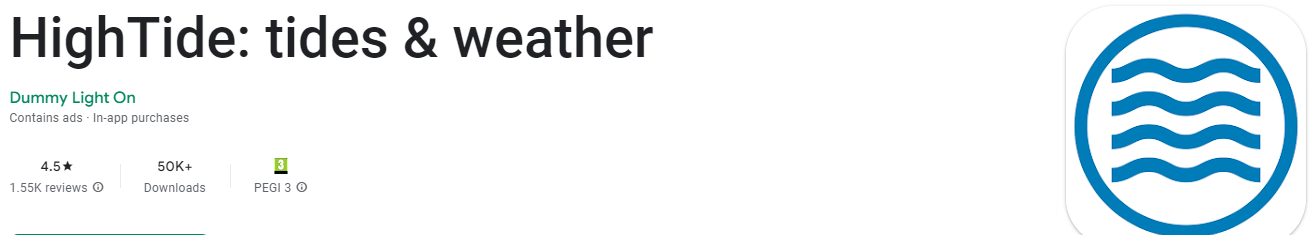 HighTide: tides & weather
Dummy Light On
Contains ads · In-app purchases
4.5★ 50K+ 3
1.55K reviews Downloads PEGI 3